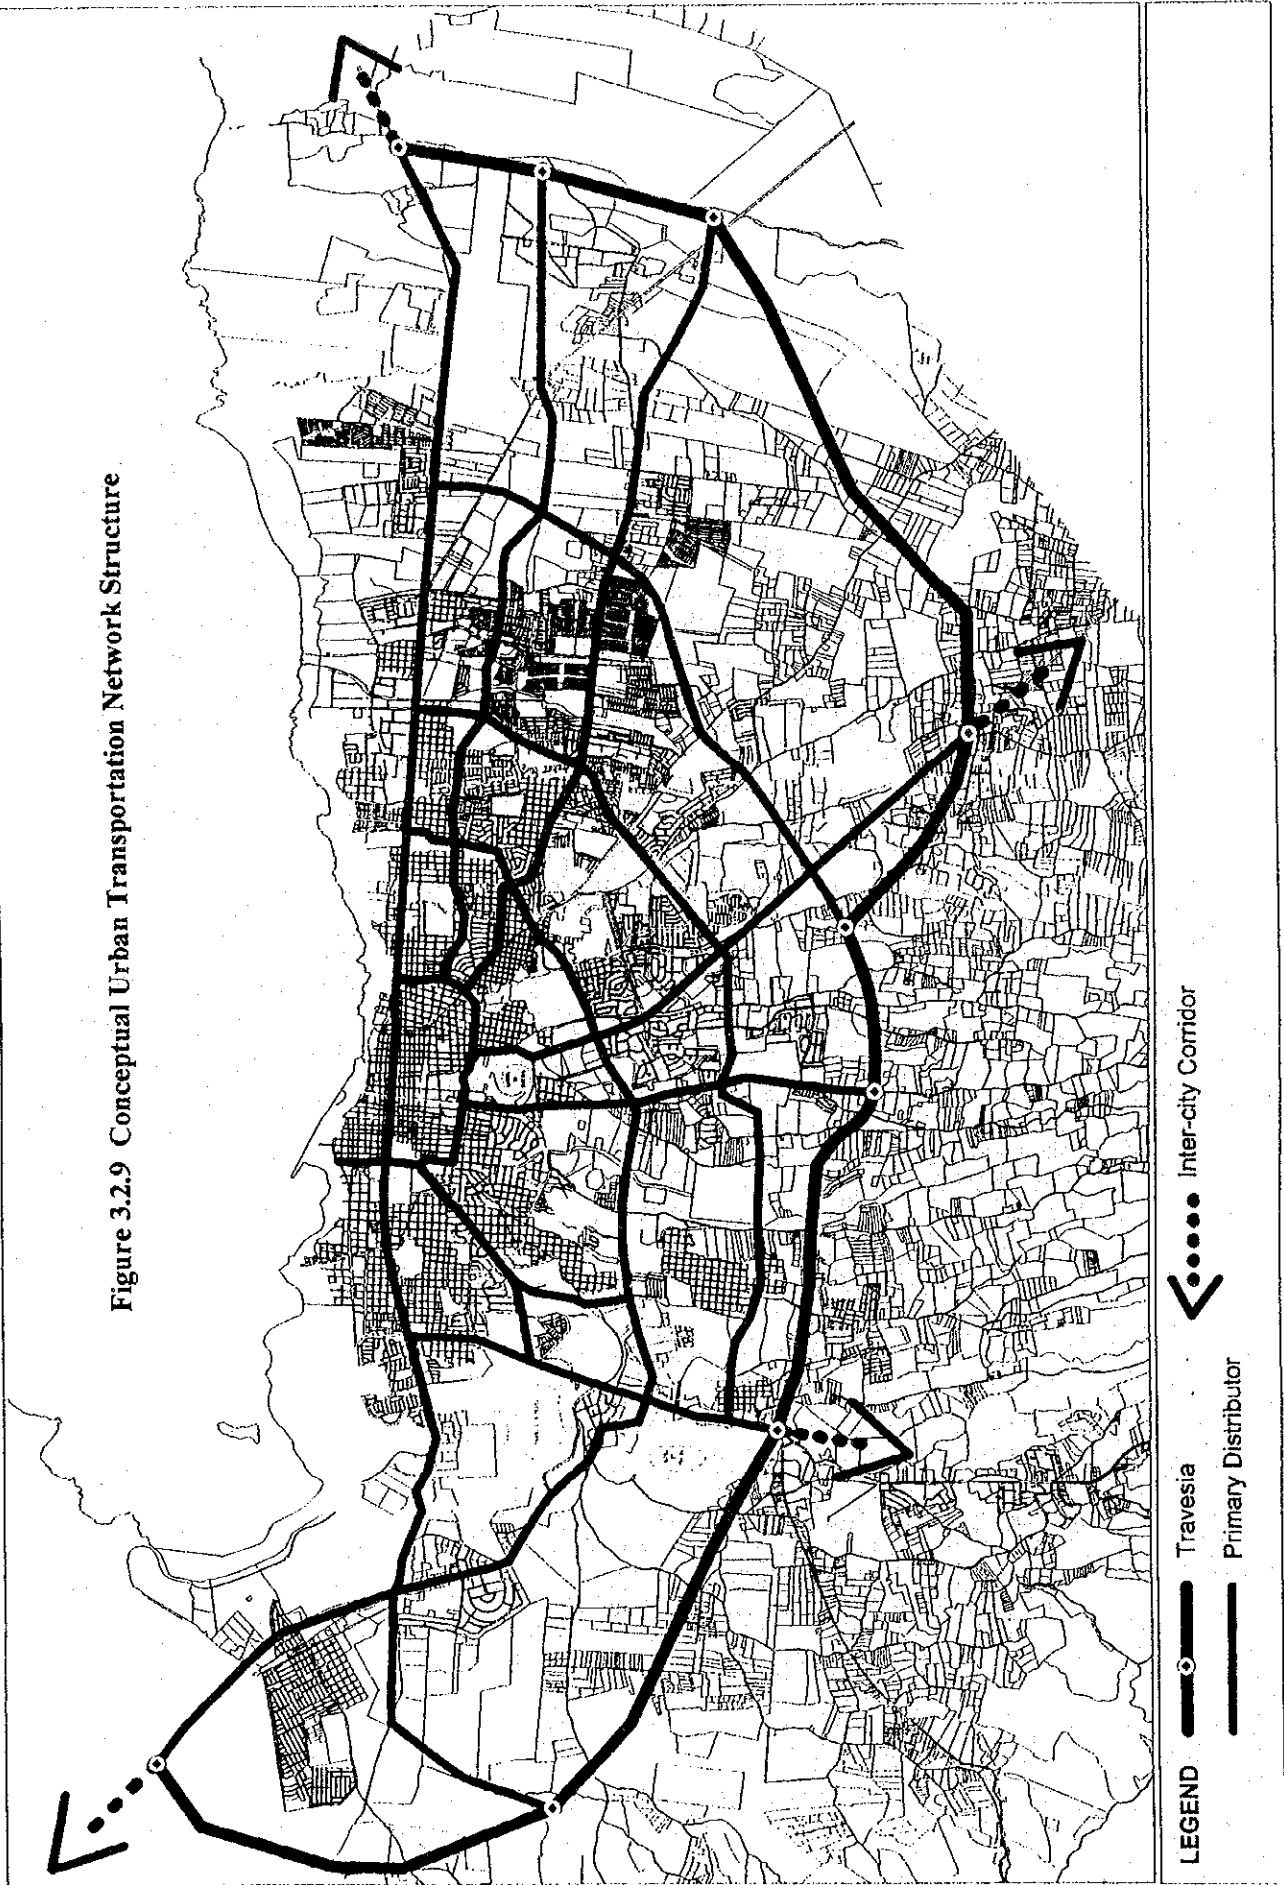 Figure 3.2.9 Conceptual Urban Transportation Network Structure
LEGEND
Travesia
Inter-city Corridor
Primary Distributor